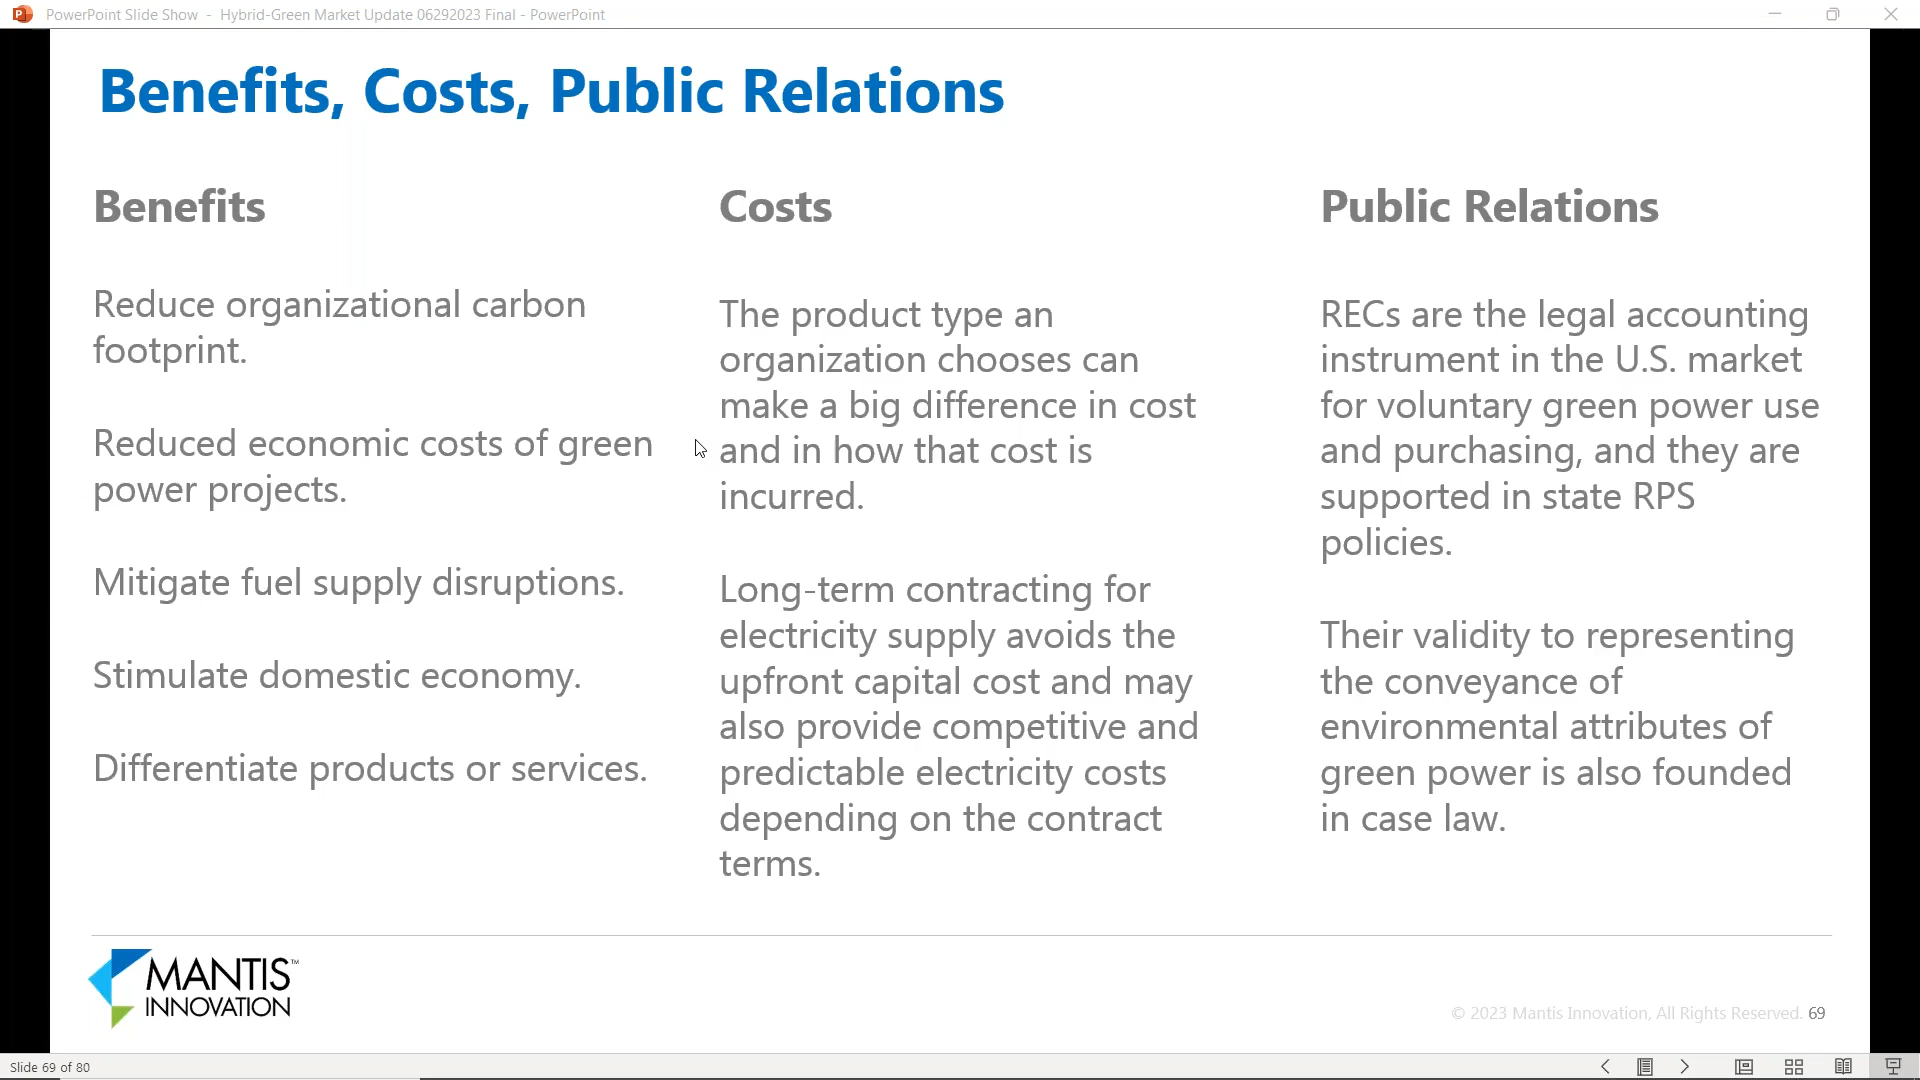 PowerPoint Slide Show - Hybrid-Green Market Update 06292023 Final - PowerPoint
Benefits, Costs, Public Relations
Benefits
Reduce organizational carbon
footprint.
Reduced economic costs of green
power projects.
Mitigate fuel supply disruptions.
Stimulate domestic economy.
Differentiate products or services.
Costs
The product type an
organization chooses can
make a big difference in cost
and in how that cost is
incurred.
Long-term contracting for
electricity supply avoids the
upfront capital cost and may
also provide competitive and
predictable electricity costs
depending on the contract
terms.
Public Relations
RECs are the legal accounting
instrument in the U.S. market
for voluntary green power use
and purchasing, and they are
supported in state RPS
policies.
Their validity to representing
the conveyance of
environmental attributes of
green power is also founded
in case law.
MANTIS™
INNOVATION
© 2023 Mantis Innovation, All Rights Reserved. 69
Slide 69 of 80